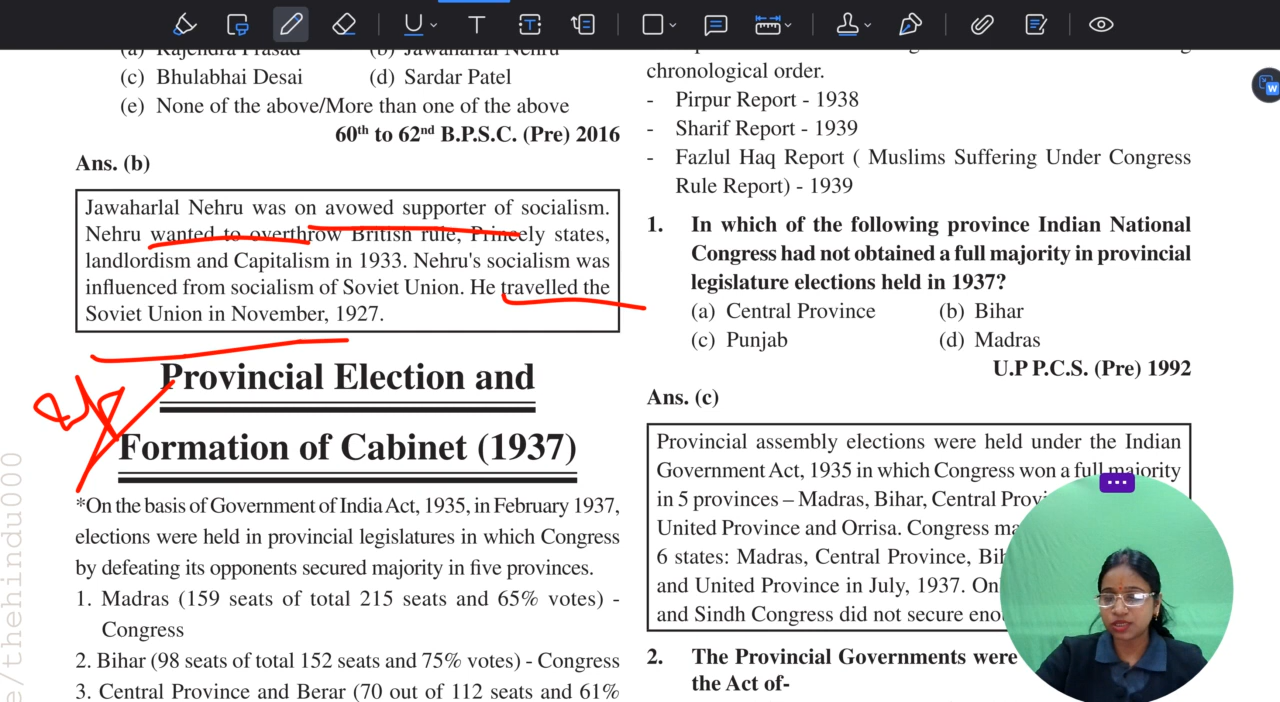 (a) Rajendra Prasad (b) Jawaharlal Nehru
(c) Bhulabhai Desai (d) Sardar Patel
(e) None of the above/More than one of the above
60th to 62nd B.P.S.C. (Pre) 2016
Ans. (b)
Jawaharlal Nehru was on avowed supporter of socialism.
Nehru wanted to overthrow British rule, Princely states,
landlordism and Capitalism in 1933. Nehru's socialism was
influenced from socialism of Soviet Union. He travelled the
Soviet Union in November, 1927.
Provincial Election and
Formation of Cabinet (1937)
*On the basis of Government of India Act, 1935, in February 1937,
elections were held in provincial legislatures in which Congress
by defeating its opponents secured majority in five provinces.
1. Madras (159 seats of total 215 seats and 65% votes) -
Congress
2. Bihar (98 seats of total 152 seats and 75% votes) - Congress
3. Central Province and Berar (70 out of 112 seats and 61%
chronological order.
- Pirpur Report - 1938
- Sharif Report - 1939
- Fazlul Haq Report ( Muslims Suffering Under Congress
Rule Report) - 1939
1. In which of the following province Indian National
Congress had not obtained a full majority in provincial
legislature elections held in 1937?
(a) Central Province (b) Bihar
(c) Punjab (d) Madras
U.P P.C.S. (Pre) 1992
Ans. (c)
Provincial assembly elections were held under the Indian
Government Act, 1935 in which Congress won a full majority
in 5 provinces – Madras, Bihar, Central
United Province and Orrisa. Congress
6 states: Madras, Central Province,
and United Province in July, 1937.
and Sindh Congress did not secure
2. The Provincial Governments were
the Act of-
e/thehindu000